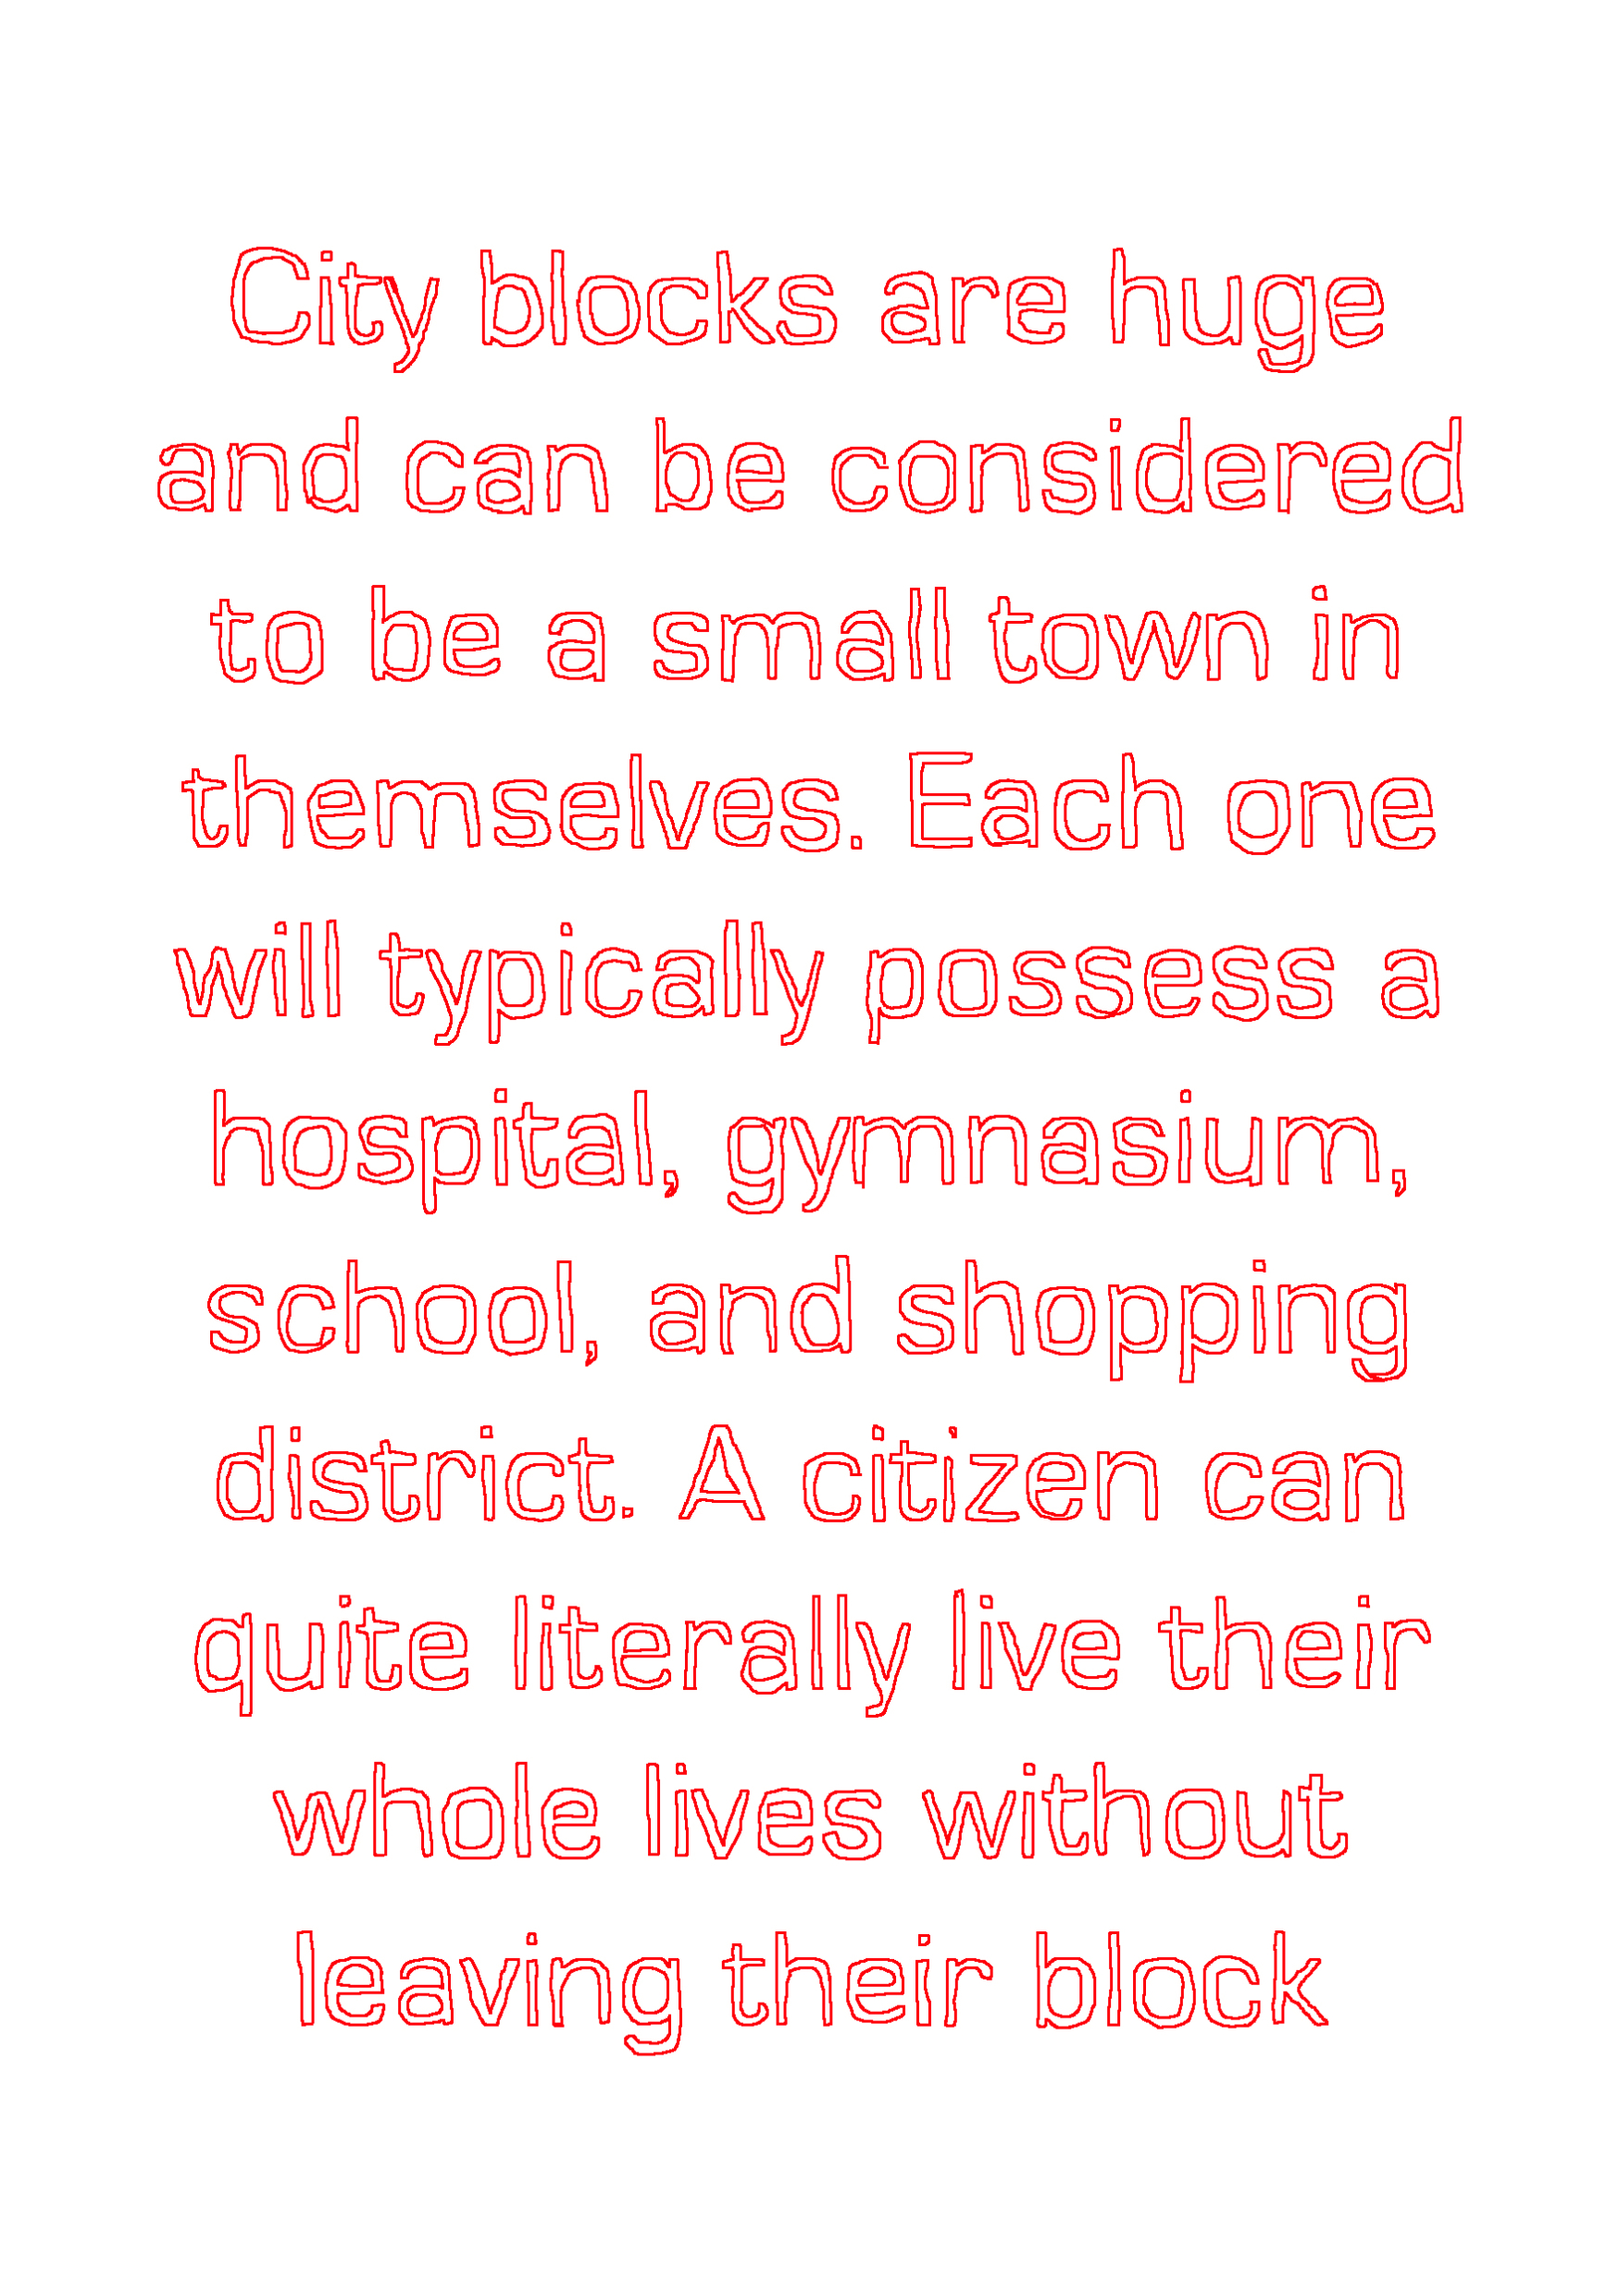 City blocks are huge
and can be considered
to be a small town in
themselves. Each one
will typically possess a
hospital, gymnasium,
school, and shopping
district. A citizen can
quite literally live their
whole lives without
leaving their block